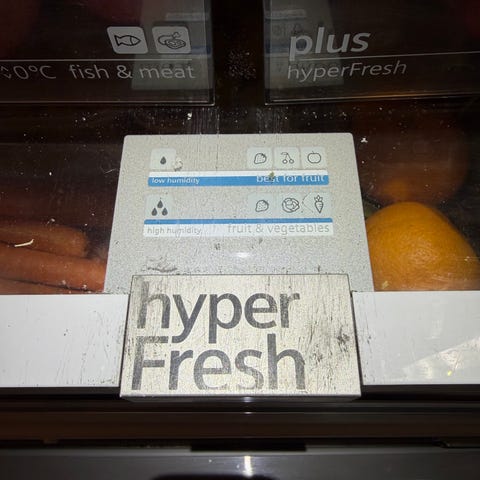 plus
0°C fish & meat
hyperFresh
low humidity best for fruit
high humidity fruit & vegetables
hyper
Fresh